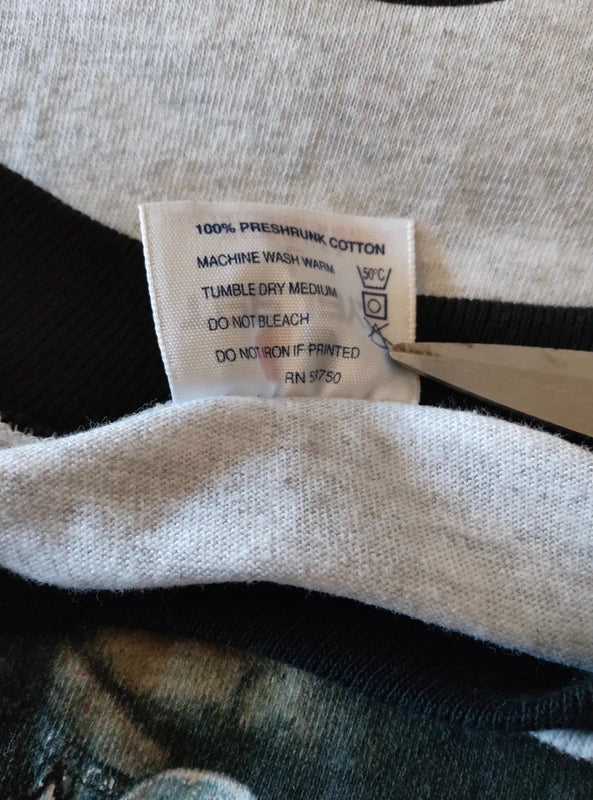 100% PRESHRUNK COTTON
MACHINE WASH WARM
50°C
TUMBLE DRY MEDIUM
DO NOT BLEACH
DO NOT IRON IF PRINTED
RN